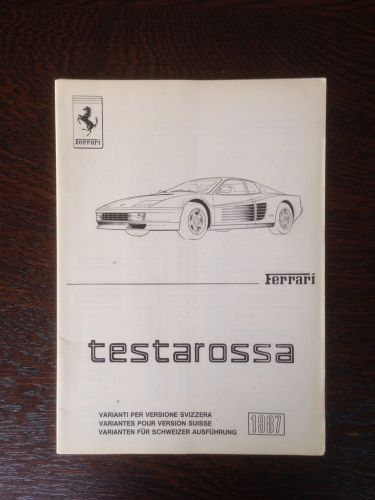 Ferrari
Ferrari
testarossa
VARIANTI PER VERSIONE SVIZZERA
VARIANTES POUR VERSION SUISSE
VARIANTEN FÜR SCHWEIZER AUSFÜHRUNG
1987